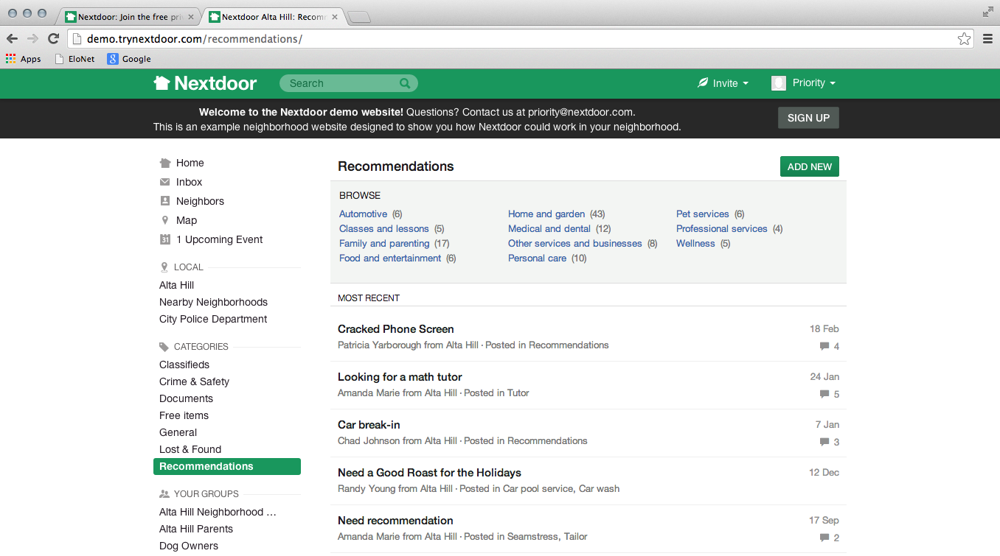 Nextdoor: Join the free priv
Nextdoor Alta Hill: Recomm
demo.trynextdoor.com/recommendations/
Apps
EloNet
8 Google
Nextdoor
Search
Invite
Priority
Welcome to the Nextdoor demo website! Questions? Contact us at priority@nextdoor.com.
This is an example neighborhood website designed to show you how Nextdoor could work in your neighborhood.
SIGN UP
Home
Inbox
Neighbors
Map
31 1 Upcoming Event
LOCAL
Alta Hill
Nearby Neighborhoods
City Police Department
CATEGORIES
Classifieds
Crime & Safety
Documents
Free items
General
Lost & Found
Recommendations
YOUR GROUPS
Alta Hill Neighborhood ...
Alta Hill Parents
Dog Owners
Recommendations
ADD NEW
BROWSE
Automotive (6)
Classes and lessons (5)
Family and parenting (17)
Food and entertainment (6)
Home and garden (43)
Medical and dental (12)
Other services and businesses (8)
Personal care (10)
Pet services (6)
Professional services (4)
Wellness (5)
MOST RECENT
Cracked Phone Screen
18 Feb
Patricia Yarborough from Alta Hill · Posted in Recommendations
4
Looking for a math tutor
24 Jan
Amanda Marie from Alta Hill · Posted in Tutor
5
Car break-in
7 Jan
Chad Johnson from Alta Hill · Posted in Recommendations
3
Need a Good Roast for the Holidays
12 Dec
Randy Young from Alta Hill · Posted in Car pool service, Car wash
Need recommendation
17 Sep
Amanda Marie from Alta Hill · Posted in Seamstress, Tailor
2